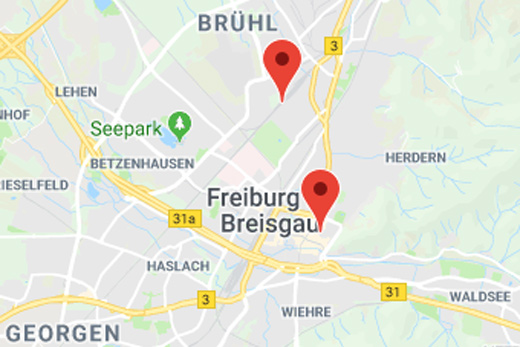 BRÜHL
3
LEHEN
Seepark
BETZENHAUSEN
HERDERN
Freiburg
Breisgau
31a
HASLACH
3
31
WIEHRE
WALDSEE
GEORGEN